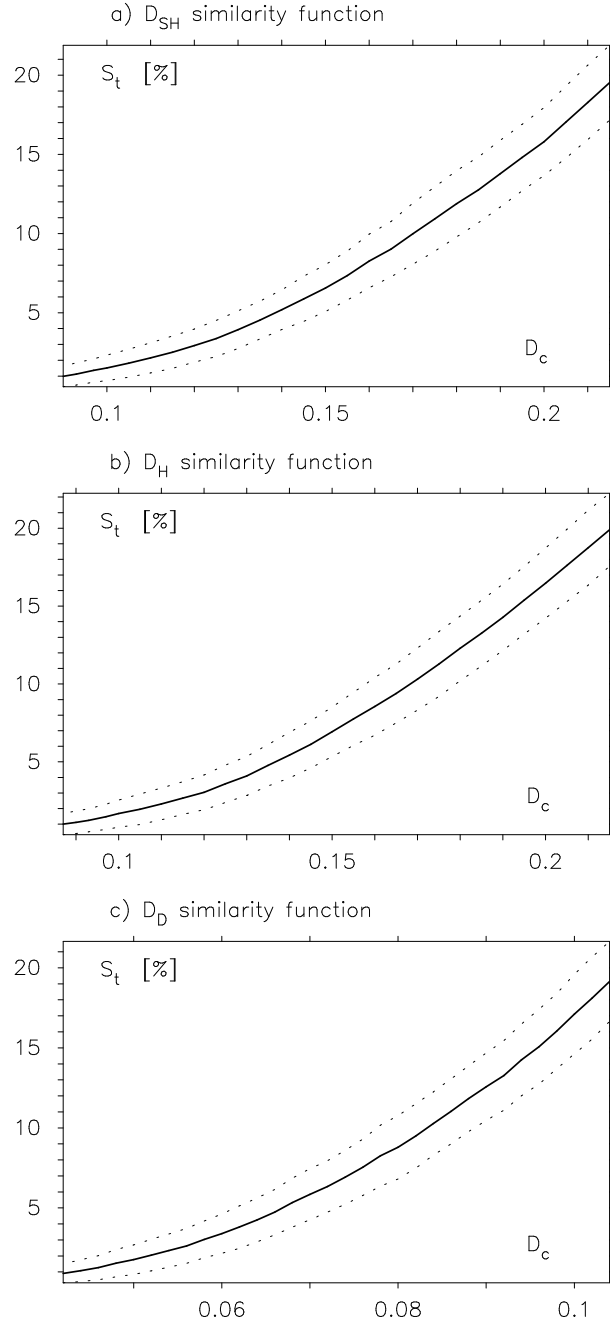 a) D_SH similarity function
S_t [%]
20
15
10
5
D_c
0.1 0.15 0.2
b) D_H similarity function
S_t [%]
20
15
10
5
D_c
0.1 0.15 0.2
c) D_D similarity function
S_t [%]
20
15
10
5
D_c
0.06 0.08 0.1